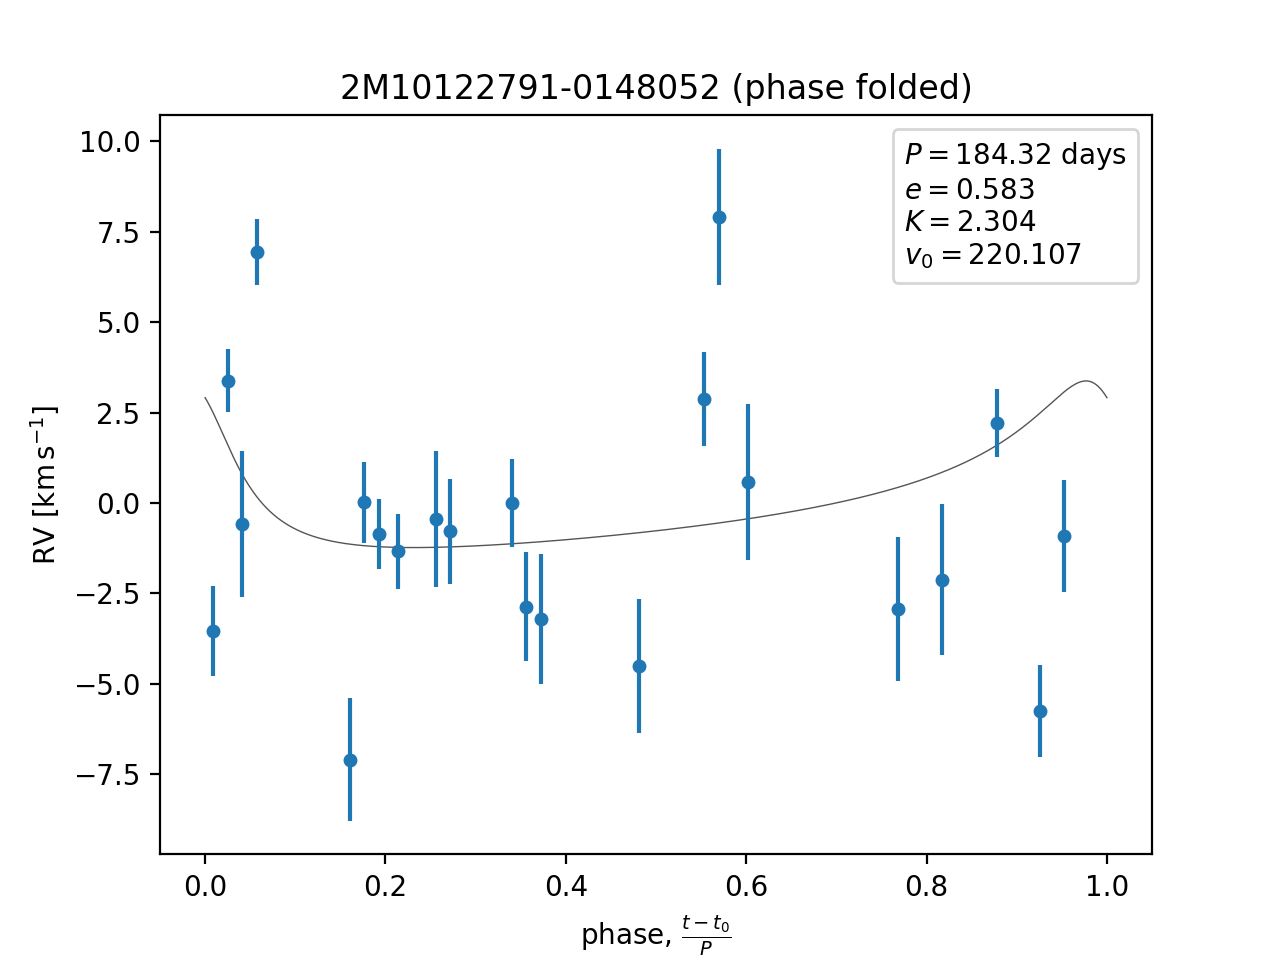 2M10122791-0148052 (phase folded)
P = 184.32 days
e = 0.583
K = 2.304
v₀ = 220.107
10.0
7.5
5.0
2.5
0.0
−2.5
−5.0
−7.5
RV [km s⁻¹]
0.0 0.2 0.4 0.6 0.8 1.0
phase, (t − t₀)/P